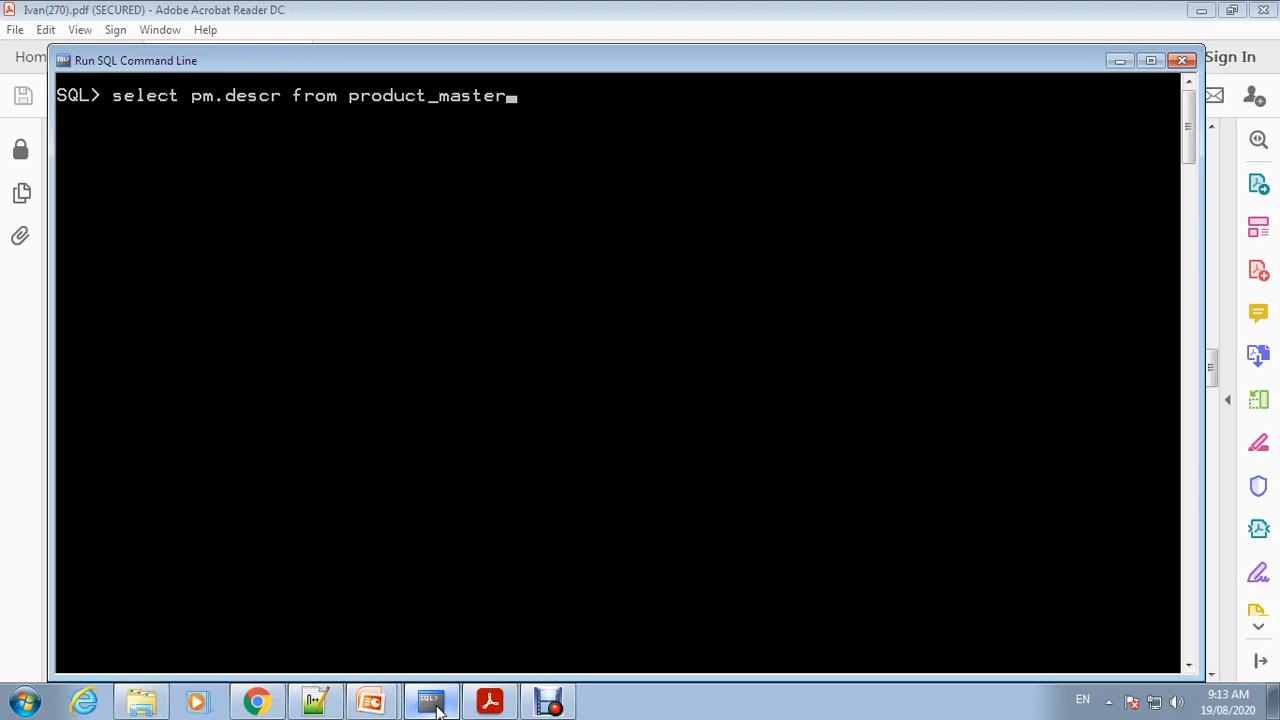 Ivan(270).pdf (SECURED) - Adobe Acrobat Reader DC
File Edit View Sign Window Help
Hom
Sign In
Run SQL Command Line
SQL> select pm.descr from product_master
EN
9:13 AM
19/08/2020